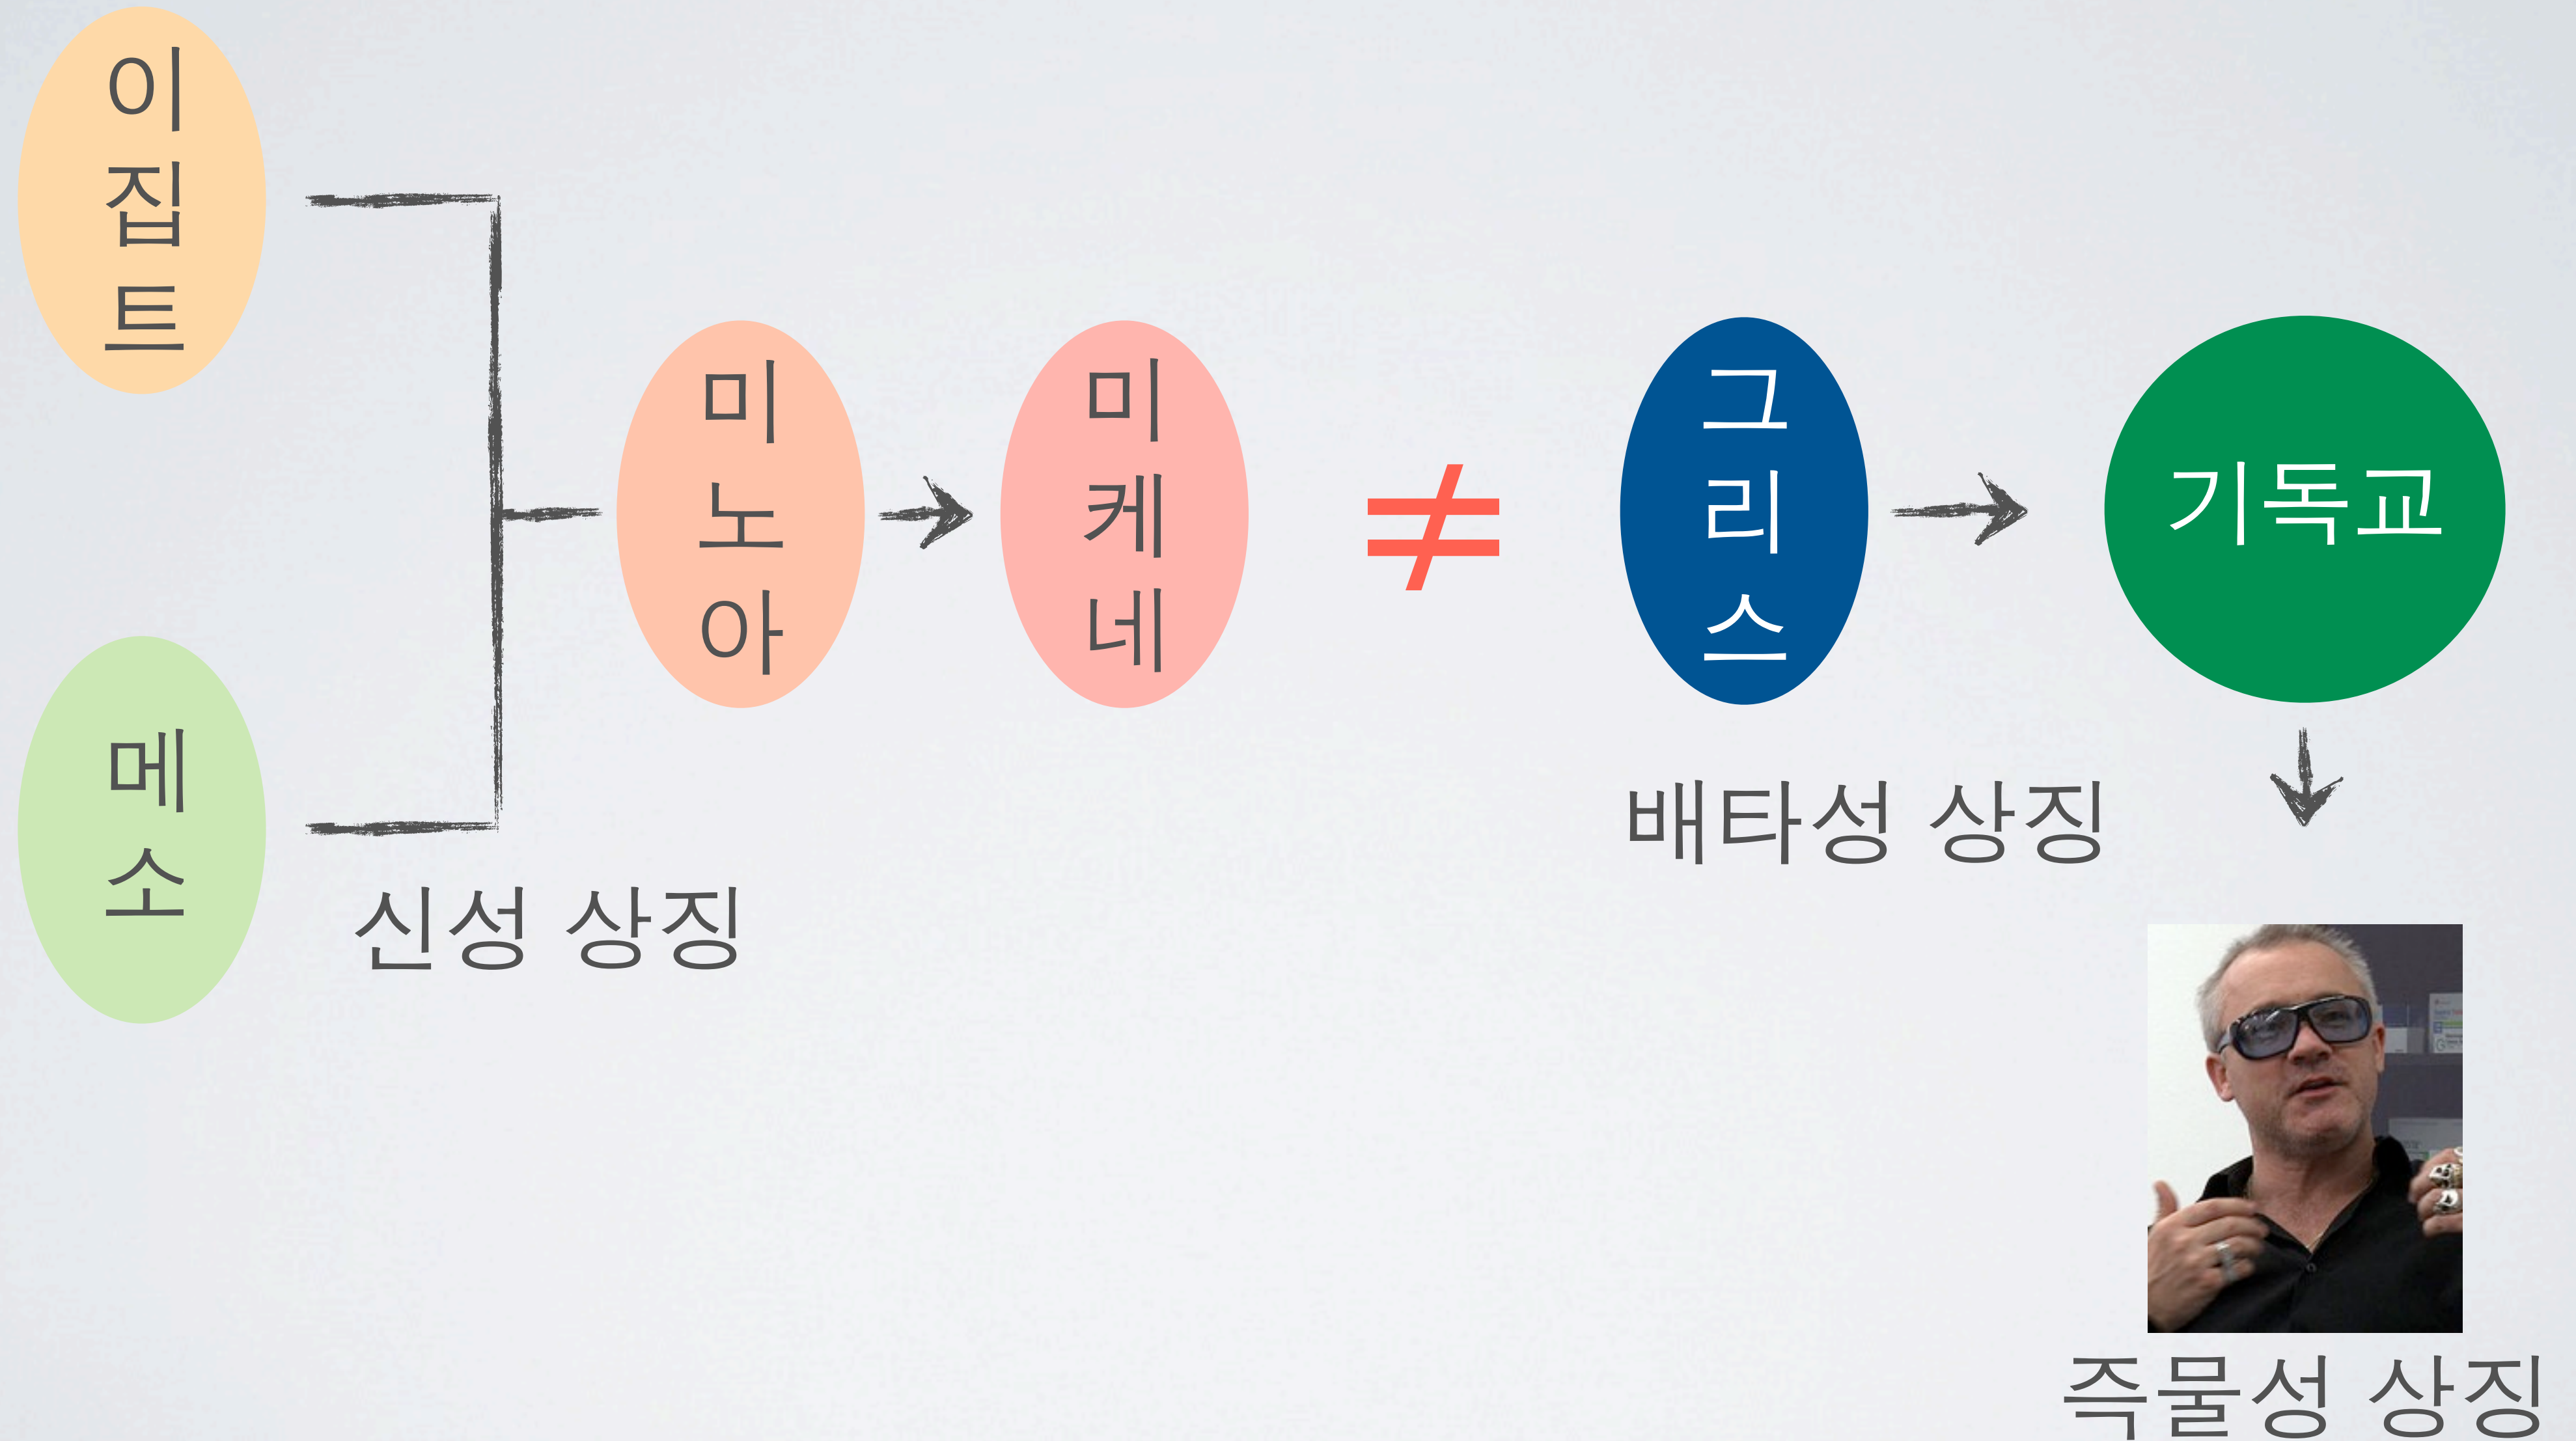 이집트
메소
신성 상징
미노아
미케네
≠
그리스
기독교
배타성 상징
즉물성 상징